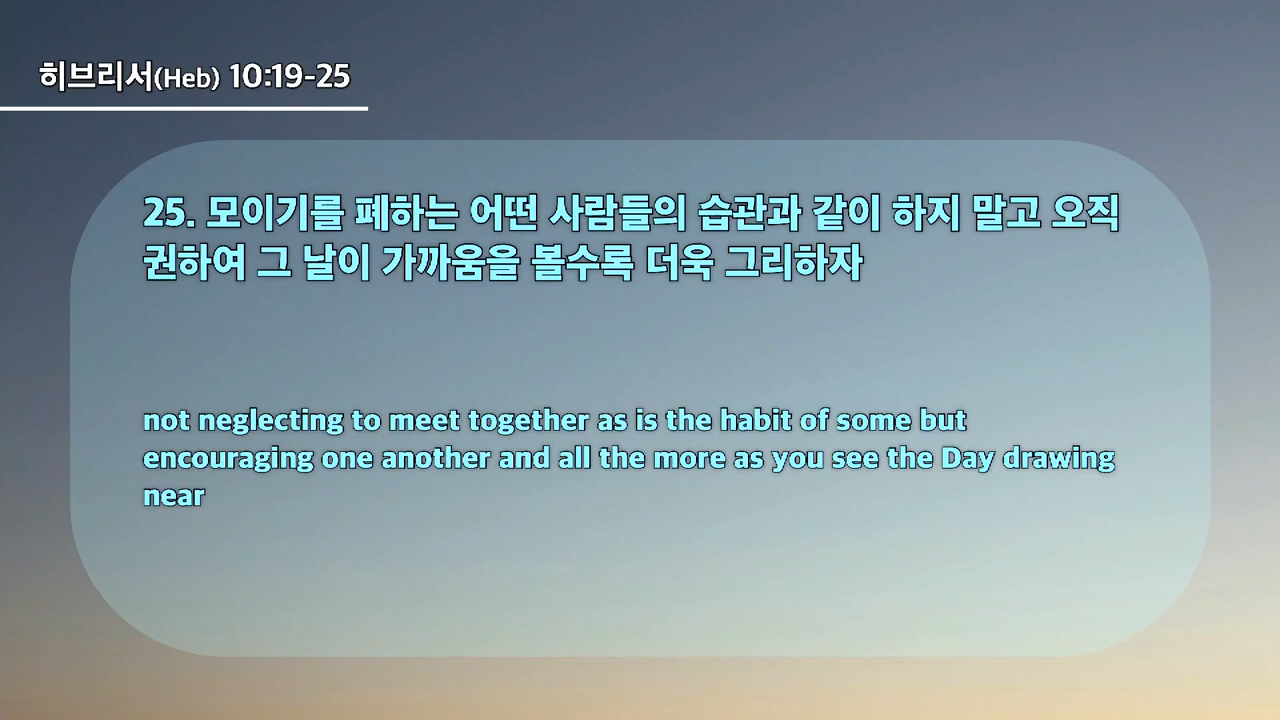 히브리서(Heb) 10:19-25
25. 모이기를 폐하는 어떤 사람들의 습관과 같이 하지 말고 오직
권하여 그 날이 가까움을 볼수록 더욱 그리하자
not neglecting to meet together as is the habit of some but
encouraging one another and all the more as you see the Day drawing
near